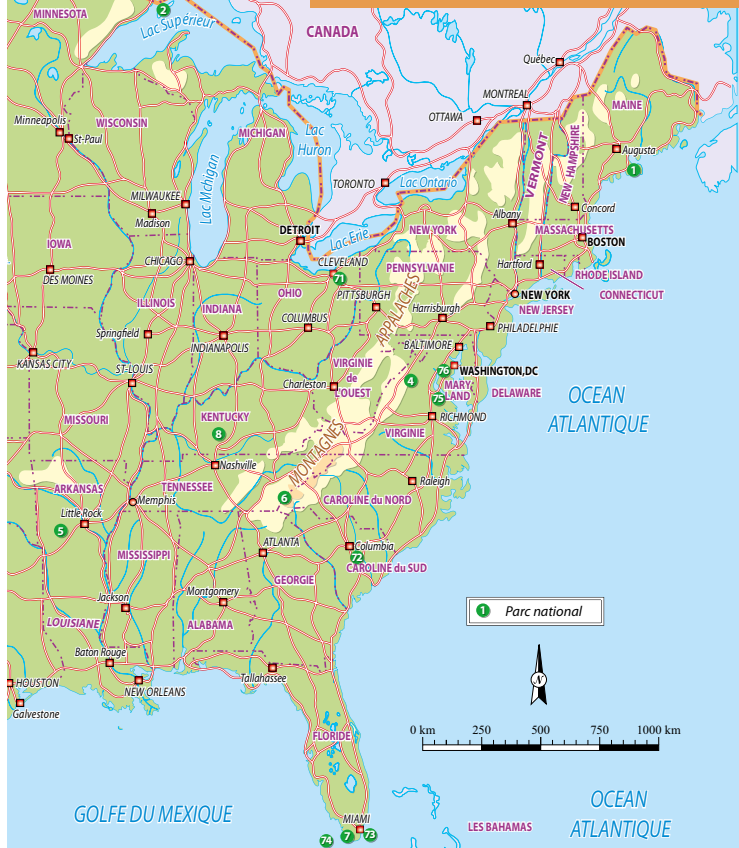 MINNESOTA
2
Lac Supérieur
CANADA
Québec
MONTREAL
OTTAWA
MAINE
Augusta
1
Minneapolis
St-Paul
WISCONSIN
MICHIGAN
Lac
Huron
VERMONT
NEW HAMPSHIRE
TORONTO
Lac Ontario
MILWAUKEE
Madison
Lac Michigan
Albany
Concord
MASSACHUSETTS
BOSTON
IOWA
DES MOINES
CHICAGO
DETROIT
Lac Erie
CLEVELAND
71
NEW YORK
PENNSYLVANIE
Hartford
RHODE ISLAND
CONNECTICUT
NEW YORK
NEW JERSEY
ILLINOIS
INDIANA
OHIO
PITTSBURGH
APPALACHES
Harrisburgh
PHILADELPHIE
Springfield
INDIANAPOLIS
COLUMBUS
BALTIMORE
KANSAS CITY
ST-LOUIS
VIRGINIE
de
L'OUEST
Charleston
4
76
WASHINGTON,DC
MARY
LAND
75
DELAWARE
OCEAN
ATLANTIQUE
MISSOURI
KENTUCKY
8
RICHMOND
VIRGINIE
MONTAGNES
Nashville
ARKANSAS
TENNESSEE
6
Raleigh
CAROLINE du NORD
Memphis
Little Rock
5
ATLANTA
Columbia
72
CAROLINE du SUD
MISSISSIPPI
GEORGIE
Jackson
Montgomery
LOUISIANE
ALABAMA
1
Parc national
Baton Rouge
HOUSTON
NEW ORLEANS
Tallahassee
Galvestone
N
FLORIDE
0 km
250
500
750
1000 km
GOLFE DU MEXIQUE
MIAMI
74
7
73
LES BAHAMAS
OCEAN
ATLANTIQUE